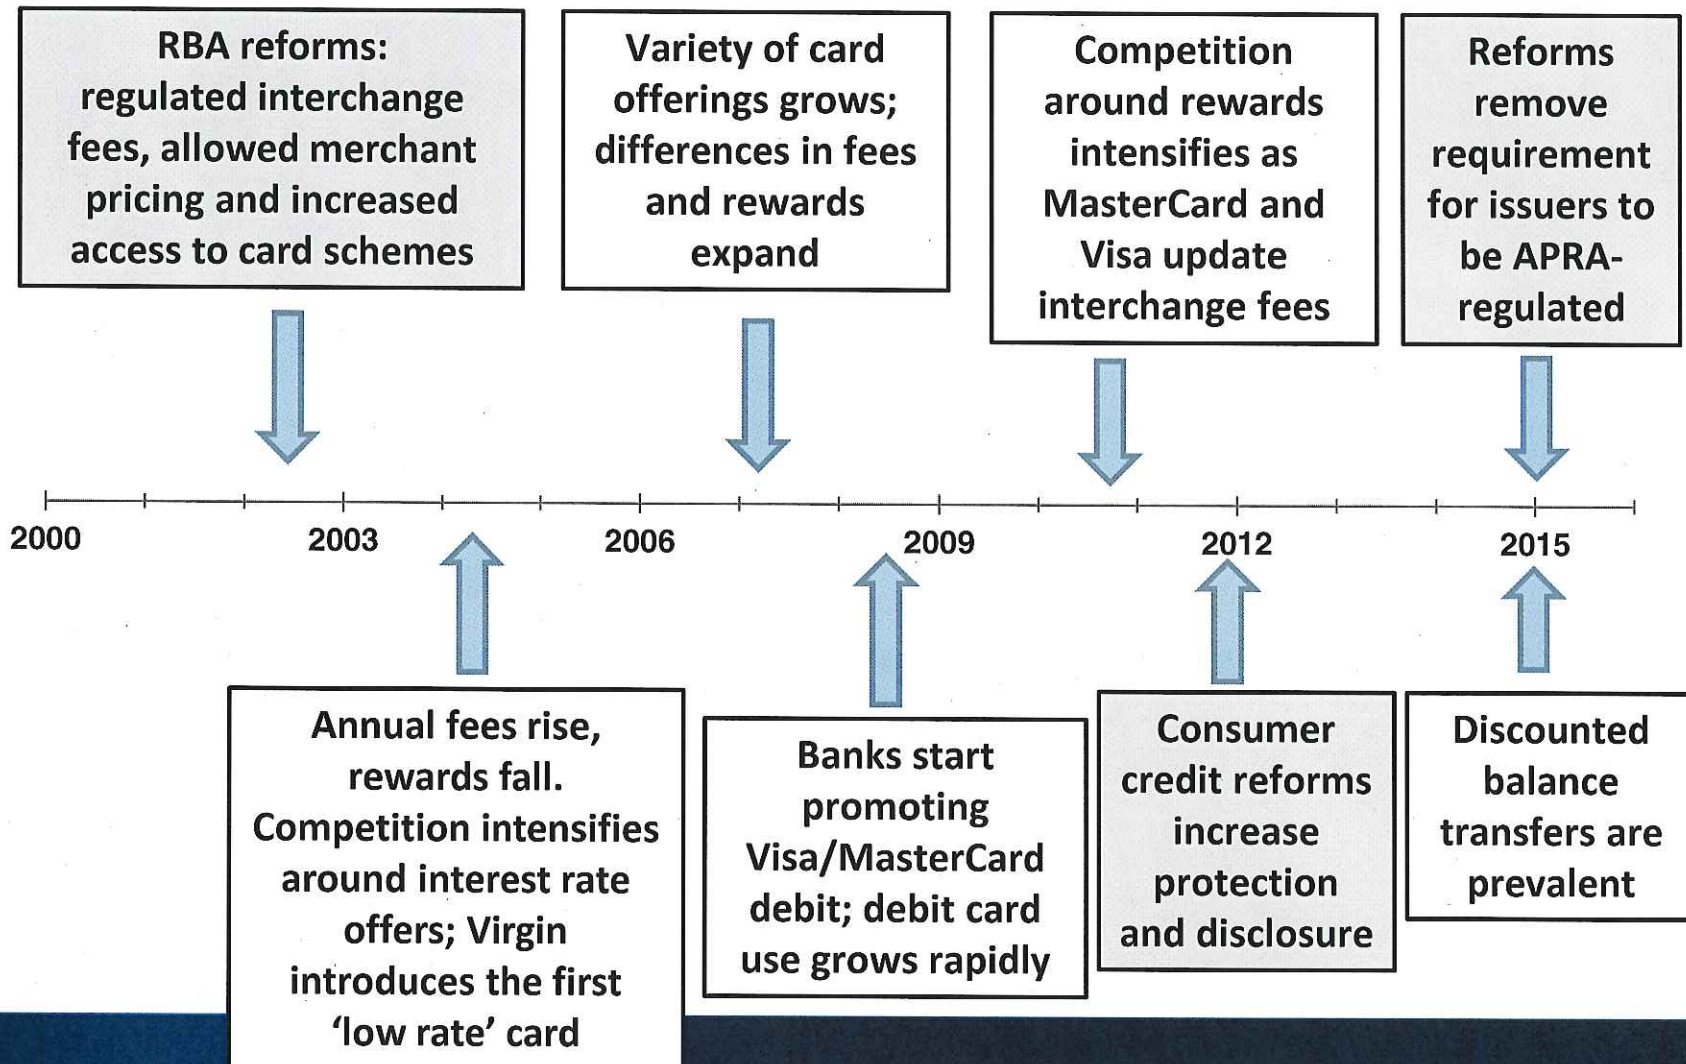 RBA reforms:
regulated interchange
fees, allowed merchant
pricing and increased
access to card schemes
Variety of card
offerings grows;
differences in fees
and rewards
expand
Competition
around rewards
intensifies as
MasterCard and
Visa update
interchange fees
Reforms
remove
requirement
for issuers to
be APRA-
regulated
2000
2003
2006
2009
2012
2015
Annual fees rise,
rewards fall.
Competition intensifies
around interest rate
offers; Virgin
introduces the first
‘low rate’ card
Banks start
promoting
Visa/MasterCard
debit; debit card
use grows rapidly
Consumer
credit reforms
increase
protection
and disclosure
Discounted
balance
transfers are
prevalent